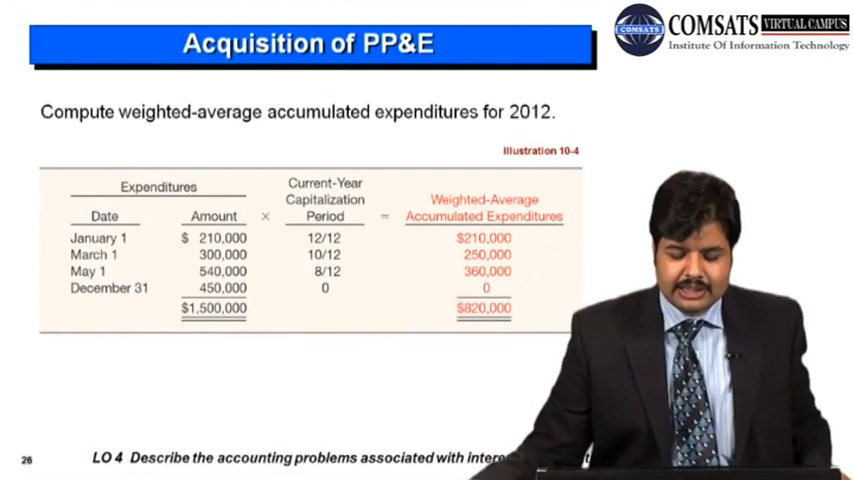 Acquisition of PP&E
COMSATS
COMSATS VIRTUAL CAMPUS
Institute Of Information Technology
Compute weighted-average accumulated expenditures for 2012.
Illustration 10-4
Expenditures
Current-Year
Capitalization
Period
Weighted-Average
Accumulated Expenditures
Date Amount × =
January 1 $ 210,000 12/12 $210,000
March 1 300,000 10/12 250,000
May 1 540,000 8/12 360,000
December 31 450,000 0 0
$1,500,000 $820,000
26
LO 4 Describe the accounting problems associated with